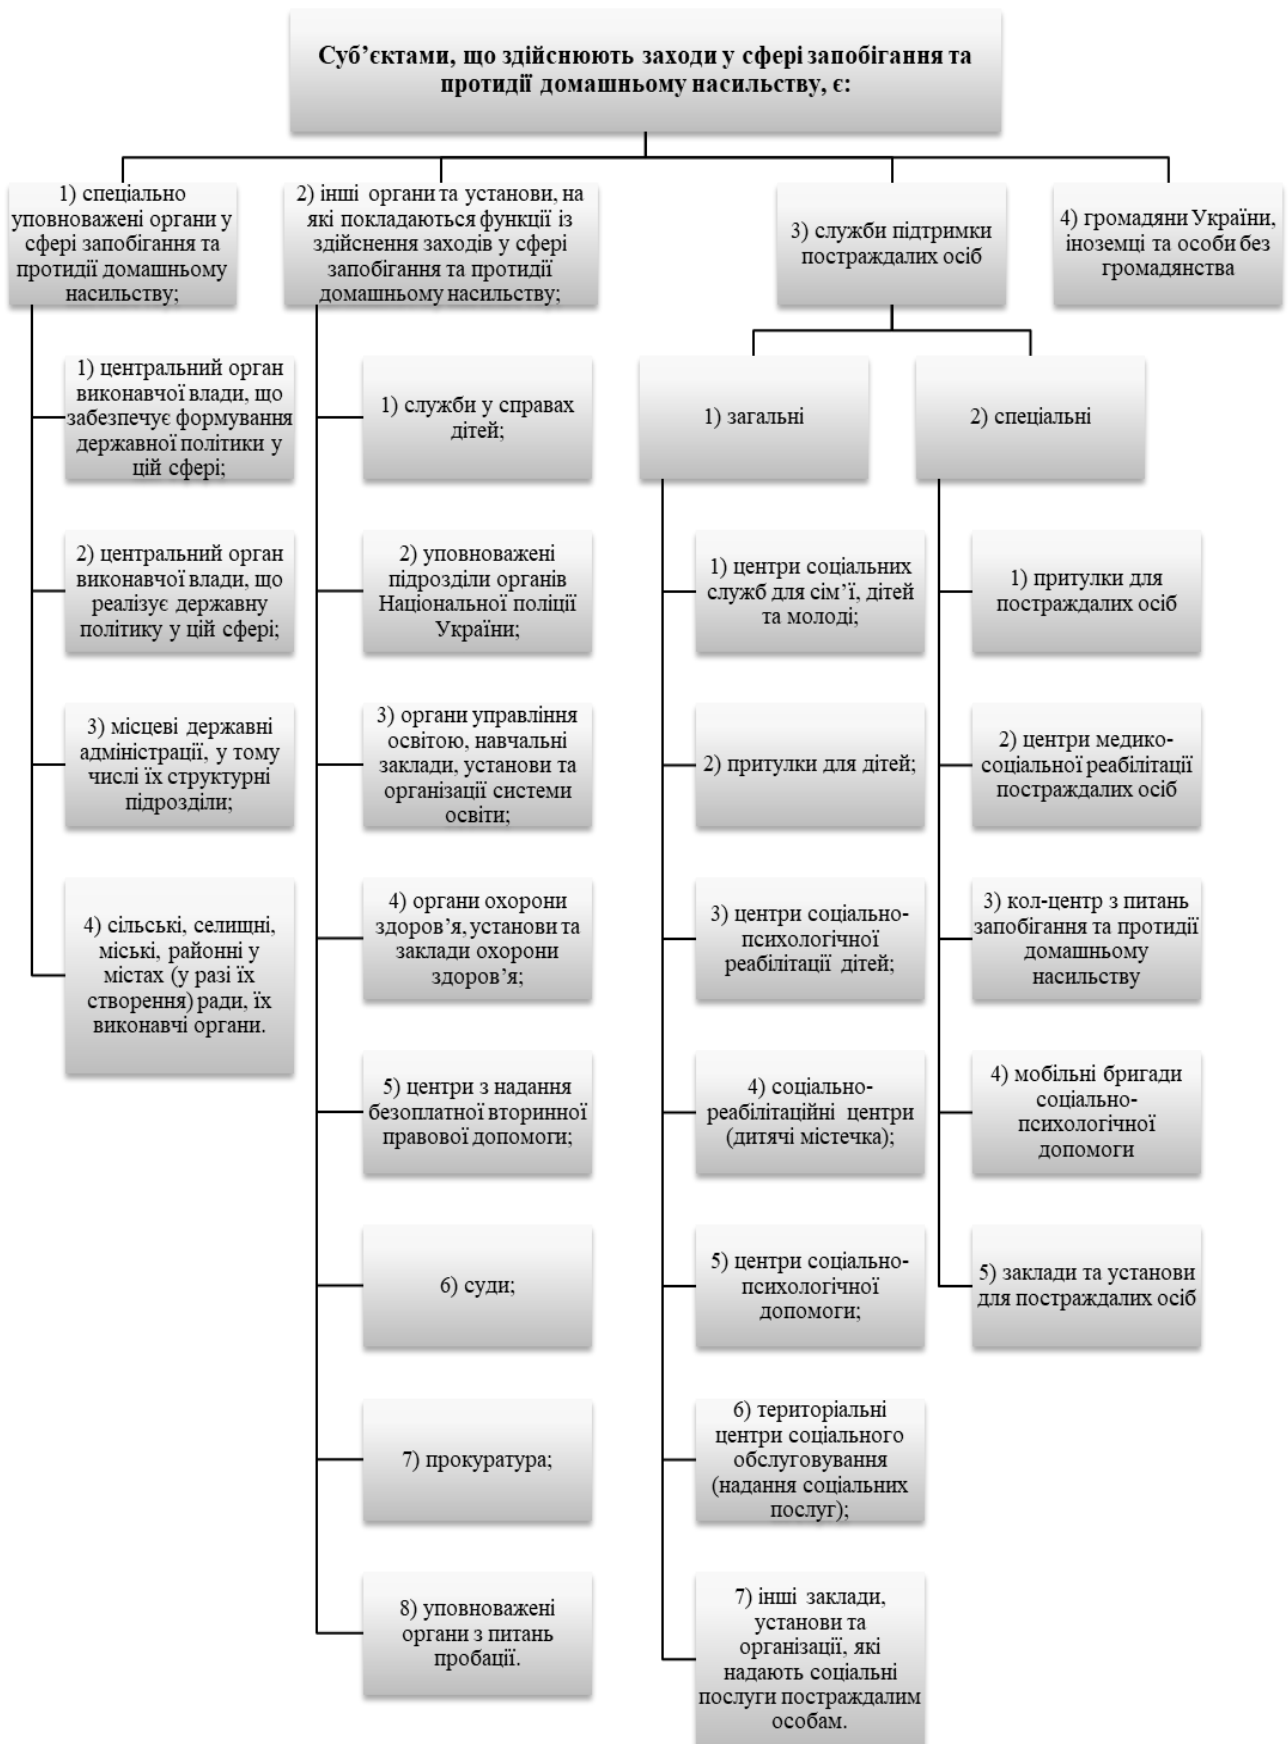 Суб’єктами, що здійснюють заходи у сфері запобігання та
протидії домашньому насильству, є:
1) спеціально
уповноважені органи у
сфері запобігання та
протидії домашньому
насильству;
1) центральний орган
виконавчої влади, що
забезпечує формування
державної політики у
цій сфері;
2) центральний орган
виконавчої влади, що
реалізує державну
політику у цій сфері;
3) місцеві державні
адміністрації, у тому
числі їх структурні
підрозділи;
4) сільські, селищні,
міські, районні у
містах (у разі їх
створення) ради, їх
виконавчі органи.
2) інші органи та установи, на
які покладаються функції із
здійснення заходів у сфері
запобігання та протидії
домашньому насильству;
1) служби у справах
дітей;
2) уповноважені
підрозділи органів
Національної поліції
України;
3) органи управління
освітою, навчальні
заклади, установи та
організації системи
освіти;
4) органи охорони
здоров’я, установи та
заклади охорони
здоров’я;
5) центри з надання
безоплатної вторинної
правової допомоги;
6) суди;
7) прокуратура;
8) уповноважені
органи з питань
пробації.
3) служби підтримки
постраждалих осіб
1) загальні
1) центри соціальних
служб для сім’ї, дітей
та молоді;
2) притулки для дітей;
3) центри соціально-
психологічної
реабілітації дітей;
4) соціально-
реабілітаційні центри
(дитячі містечка);
5) центри соціально-
психологічної
допомоги;
6) територіальні
центри соціального
обслуговування
(надання соціальних
послуг);
7) інші заклади,
установи та
організації, які
надають соціальні
послуги постраждалим
особам.
2) спеціальні
1) притулки для
постраждалих осіб
2) центри медико-
соціальної реабілітації
постраждалих осіб
3) кол-центр з питань
запобігання та протидії
домашньому
насильству
4) мобільні бригади
соціально-
психологічної
допомоги
5) заклади та установи
для постраждалих осіб
4) громадяни України,
іноземці та особи без
громадянства